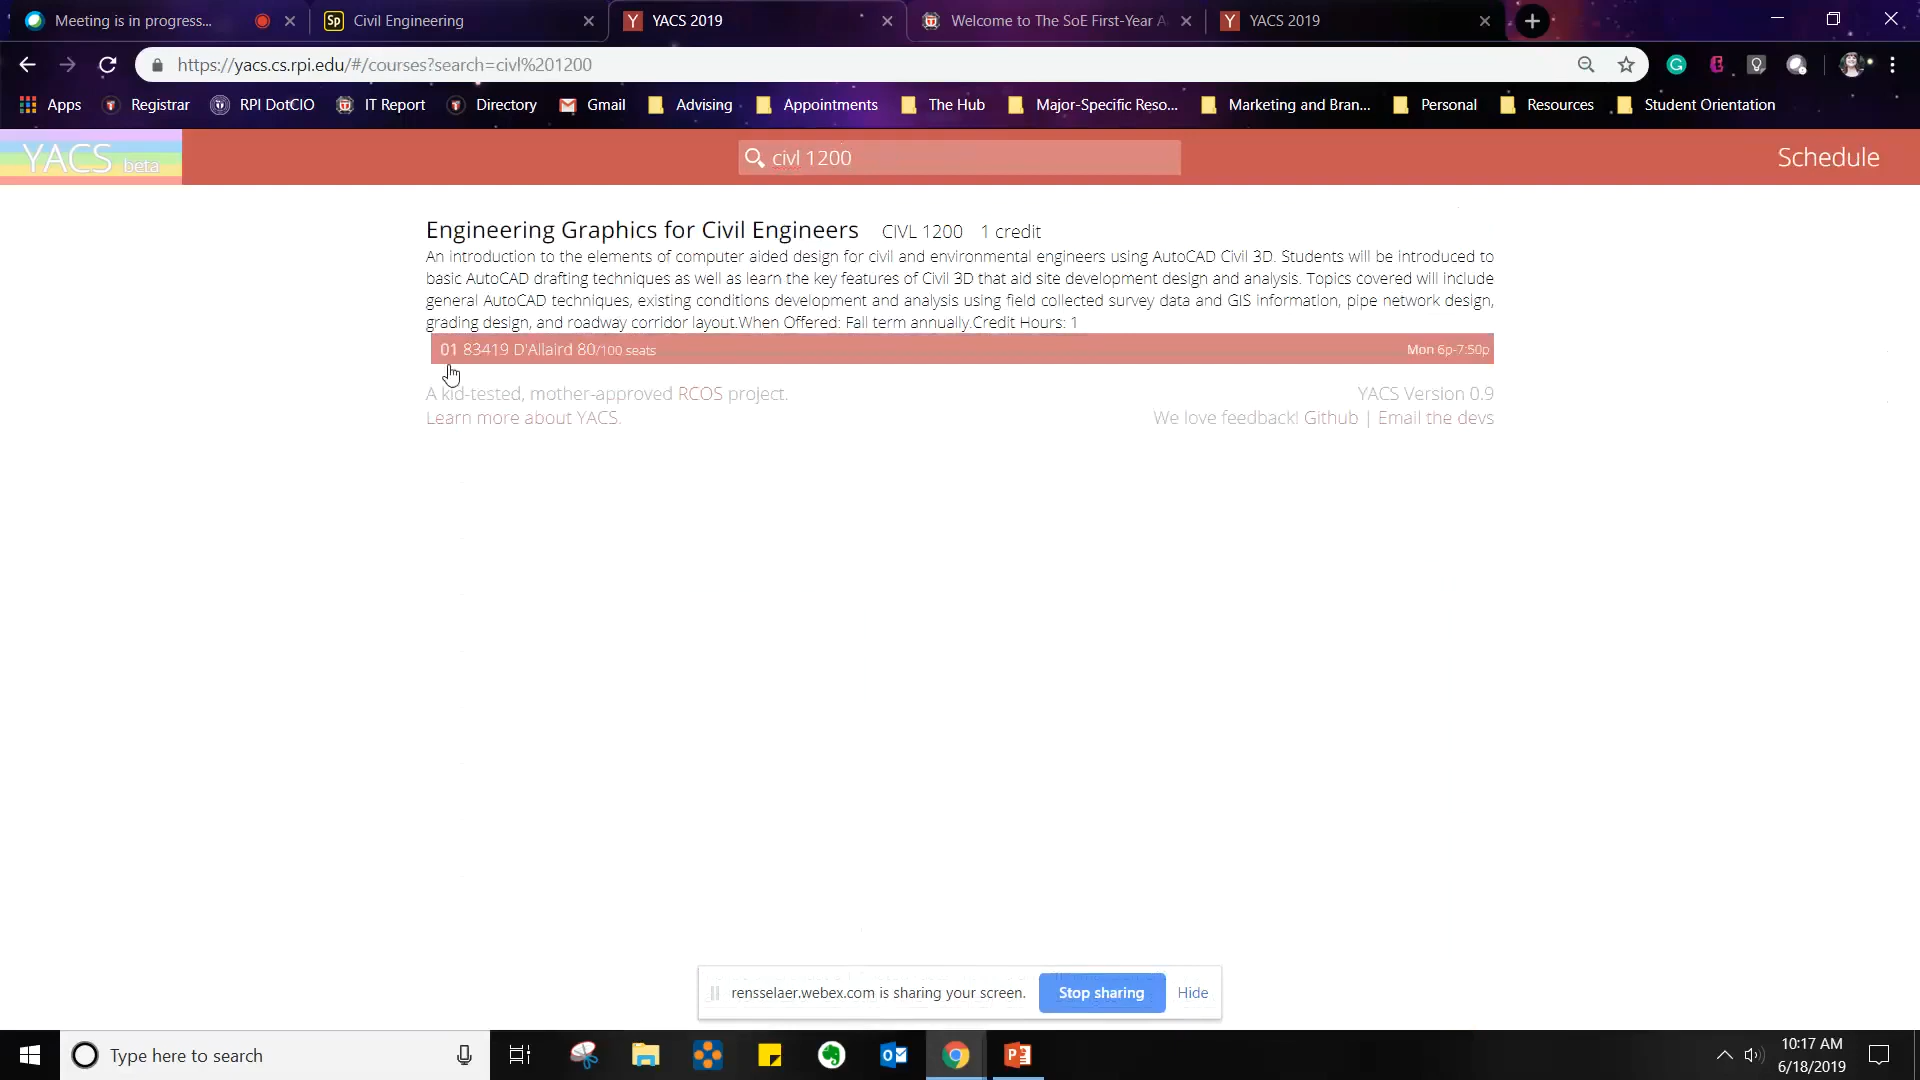 Meeting is in progress...
Sp Civil Engineering
Y YACS 2019
Welcome to The SoE First-Year A
Y YACS 2019
https://yacs.cs.rpi.edu/#/courses?search=civl%201200
Apps Registrar RPI DotCIO IT Report Directory Gmail Advising Appointments The Hub Major-Specific Reso... Marketing and Bran... Personal Resources Student Orientation
YACS beta
civl 1200
Schedule
Engineering Graphics for Civil Engineers CIVL 1200 1 credit
An introduction to the elements of computer aided design for civil and environmental engineers using AutoCAD Civil 3D. Students will be introduced to
basic AutoCAD drafting techniques as well as learn the key features of Civil 3D that aid site development design and analysis. Topics covered will include
general AutoCAD techniques, existing conditions development and analysis using field collected survey data and GIS information, pipe network design,
grading design, and roadway corridor layout.When Offered: Fall term annually.Credit Hours: 1
01 83419 D'Allaird 80/100 seats Mon 6p-7:50p
A kid-tested, mother-approved RCOS project. YACS Version 0.9
Learn more about YACS. We love feedback! Github | Email the devs
rensselaer.webex.com is sharing your screen. Stop sharing Hide
Type here to search
10:17 AM
6/18/2019